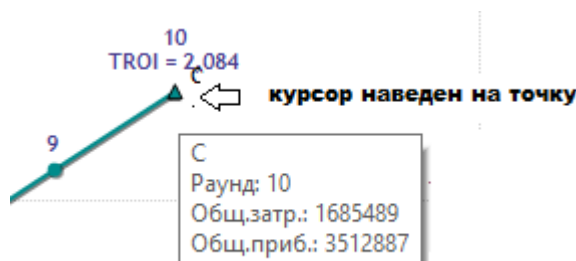 10
TROI = 2,084
C
курсор наведен на точку
9
C
Раунд: 10
Общ.затр.: 1685489
Общ.приб.: 3512887